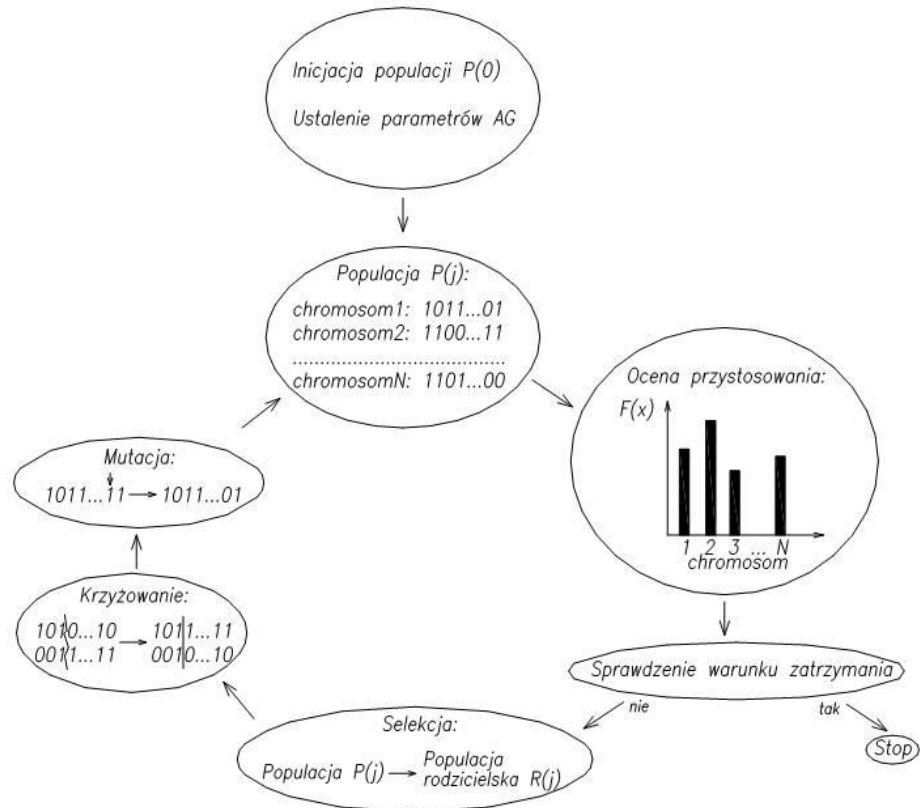 Inicjacja populacji P(0)
Ustalenie parametrów AG
Populacja P(j):
chromosom1: 1011...01
chromosom2: 1100...11
.......................................
chromosomN: 1101...00
Ocena przystosowania:
F(x)
1 2 3 ... N
chromosom
Sprawdzenie warunku zatrzymania
nie
tak
Stop
Selekcja:
Populacja P(j) Populacja
rodzicielska R(j)
Krzyżowanie:
1010...10 1011...11
0011...11 0010...10
Mutacja:
1011...11 1011...01